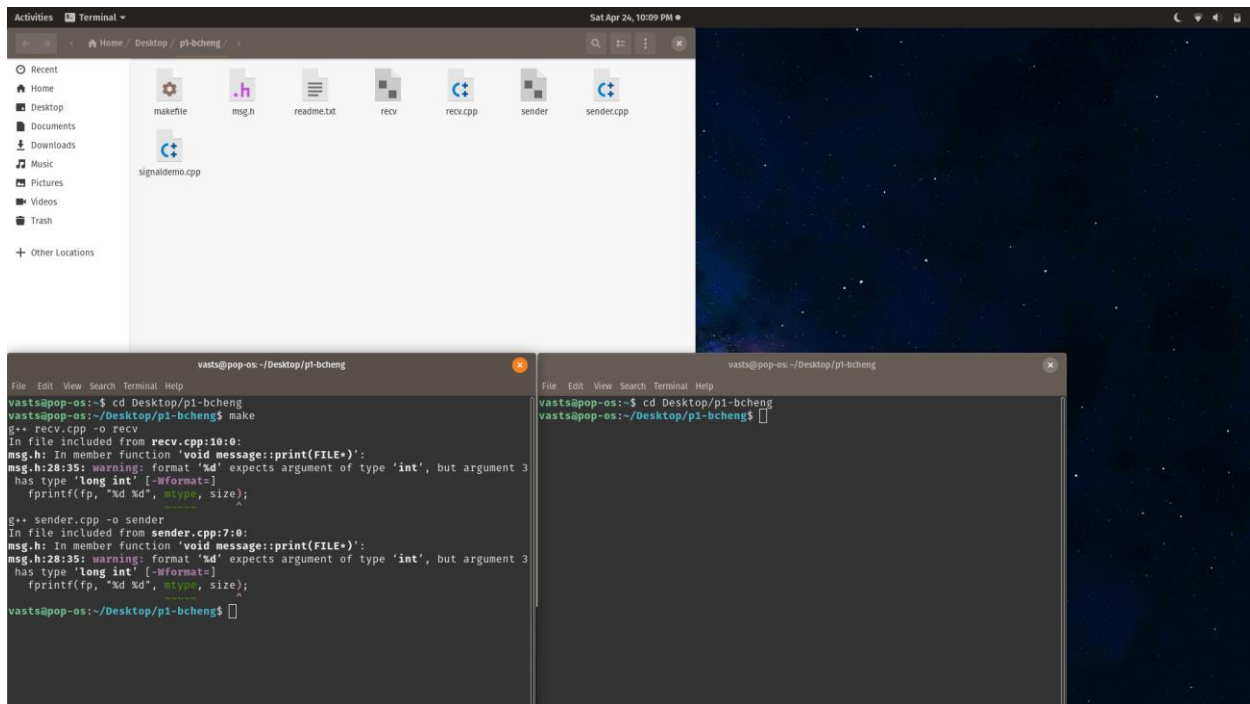 Activities Terminal ▾ Sat Apr 24, 10:09 PM
Home / Desktop / p1-bcheng /
Recent
Home
Desktop
Documents
Downloads
Music
Pictures
Videos
Trash
+ Other Locations
makefile msg.h readme.txt recv recv.cpp sender sender.cpp
signaldemo.cpp
vasts@pop-os: ~/Desktop/p1-bcheng
File Edit View Search Terminal Help
vasts@pop-os:~$ cd Desktop/p1-bcheng
vasts@pop-os:~/Desktop/p1-bcheng$ make
g++ recv.cpp -o recv
In file included from recv.cpp:10:0:
msg.h: In member function ‘void message::print(FILE*)’:
msg.h:28:35: warning: format ‘%d’ expects argument of type ‘int’, but argument 3
has type ‘long int’ [-Wformat=]
fprintf(fp, "%d %d", mtype, size);
~~~~~ ^
g++ sender.cpp -o sender
In file included from sender.cpp:7:0:
msg.h: In member function ‘void message::print(FILE*)’:
msg.h:28:35: warning: format ‘%d’ expects argument of type ‘int’, but argument 3
has type ‘long int’ [-Wformat=]
fprintf(fp, "%d %d", mtype, size);
~~~~~ ^
vasts@pop-os:~/Desktop/p1-bcheng$
vasts@pop-os: ~/Desktop/p1-bcheng
File Edit View Search Terminal Help
vasts@pop-os:~$ cd Desktop/p1-bcheng
vasts@pop-os:~/Desktop/p1-bcheng$